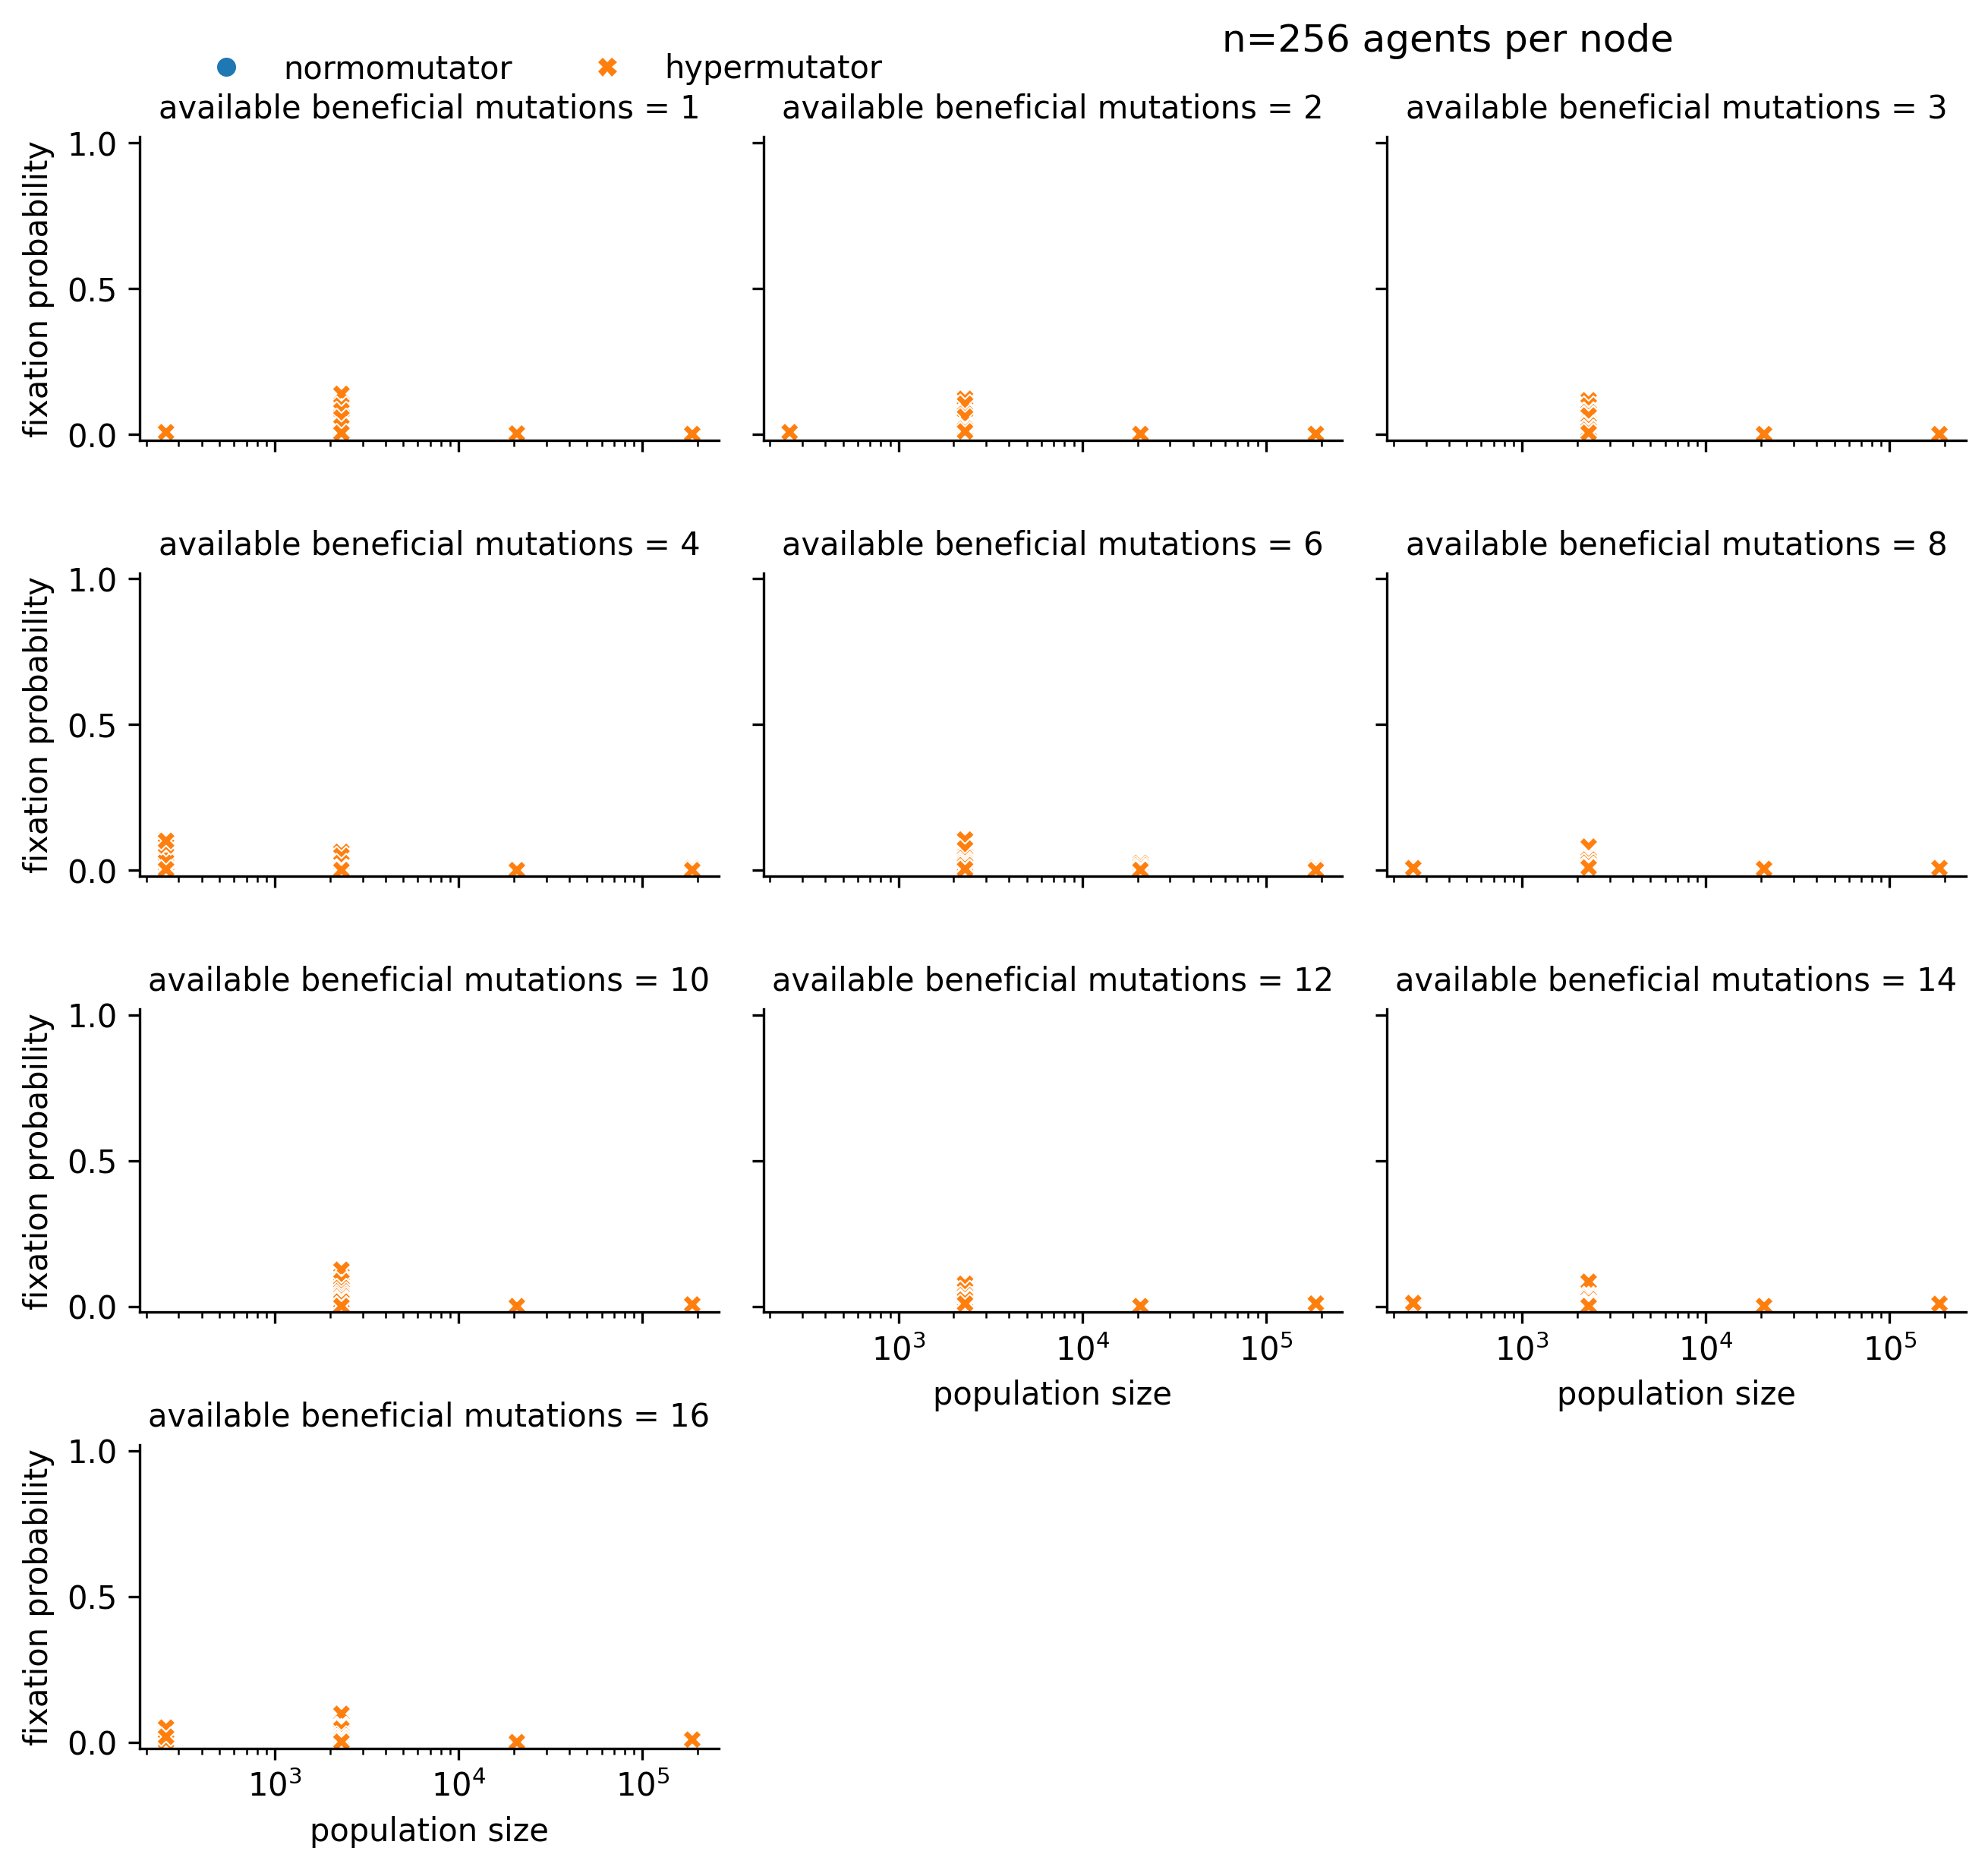 n=256 agents per node
normomutator hypermutator
available beneficial mutations = 1
available beneficial mutations = 2
available beneficial mutations = 3
fixation probability
1.0
0.5
0.0
available beneficial mutations = 4
available beneficial mutations = 6
available beneficial mutations = 8
fixation probability
1.0
0.5
0.0
available beneficial mutations = 10
available beneficial mutations = 12
available beneficial mutations = 14
fixation probability
1.0
0.5
0.0
10³ 10⁴ 10⁵
population size
10³ 10⁴ 10⁵
population size
available beneficial mutations = 16
fixation probability
1.0
0.5
0.0
10³ 10⁴ 10⁵
population size